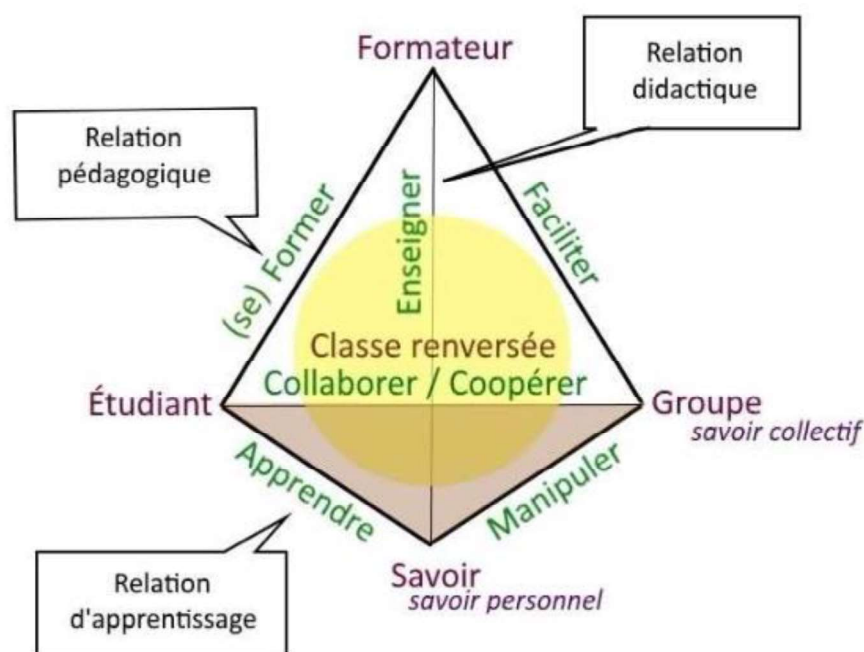 Formateur
Relation
didactique
Relation
pédagogique
(se) Former
Enseigner
Faciliter
Classe renversée
Collaborer / Coopérer
Étudiant
Groupe
savoir collectif
Apprendre
Manipuler
Savoir
savoir personnel
Relation
d'apprentissage